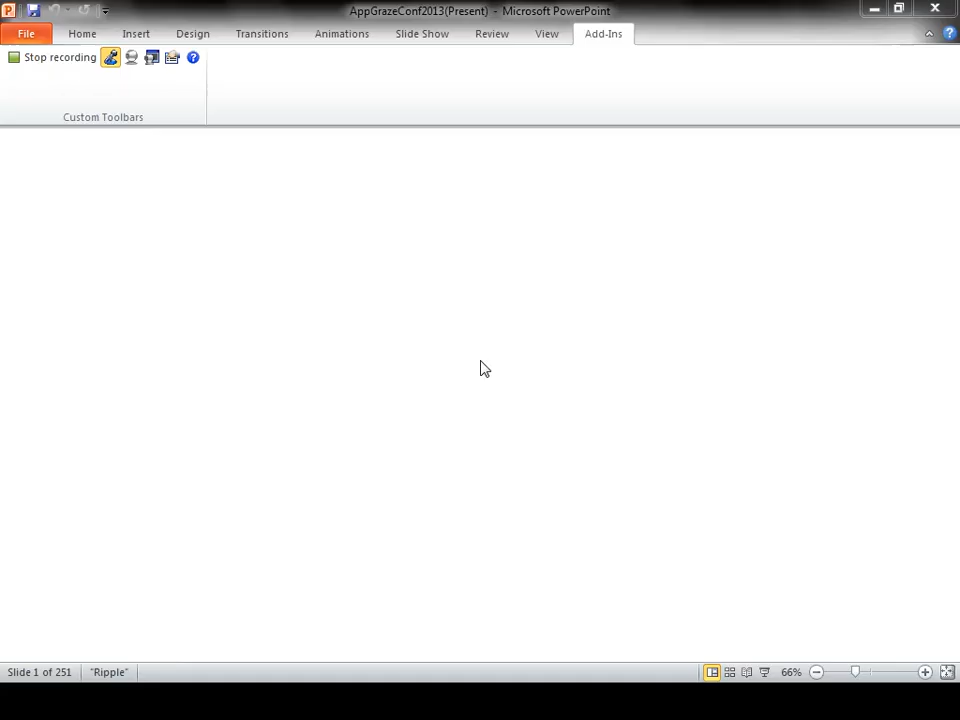 AppGrazeConf2013(Present) - Microsoft PowerPoint
File Home Insert Design Transitions Animations Slide Show Review View Add-Ins
Stop recording
Custom Toolbars
Slide 1 of 251 "Ripple" 66%